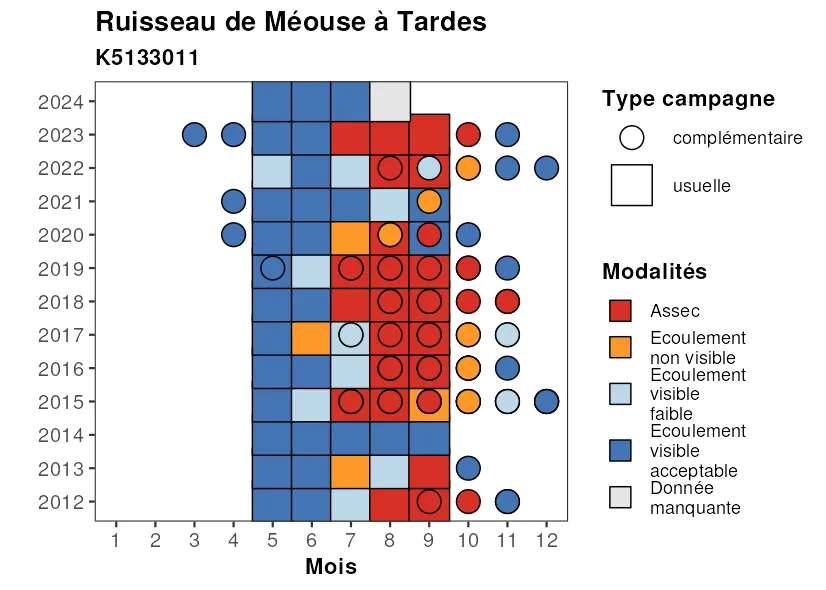 Ruisseau de Méouse à Tardes
K5133011
2024
2023
2022
2021
2020
2019
2018
2017
2016
2015
2014
2013
2012
1 2 3 4 5 6 7 8 9 10 11 12
Mois
Type campagne
complémentaire
usuelle
Modalités
Assec
Ecoulement
non visible
Ecoulement
visible
faible
Ecoulement
visible
acceptable
Donnée
manquante